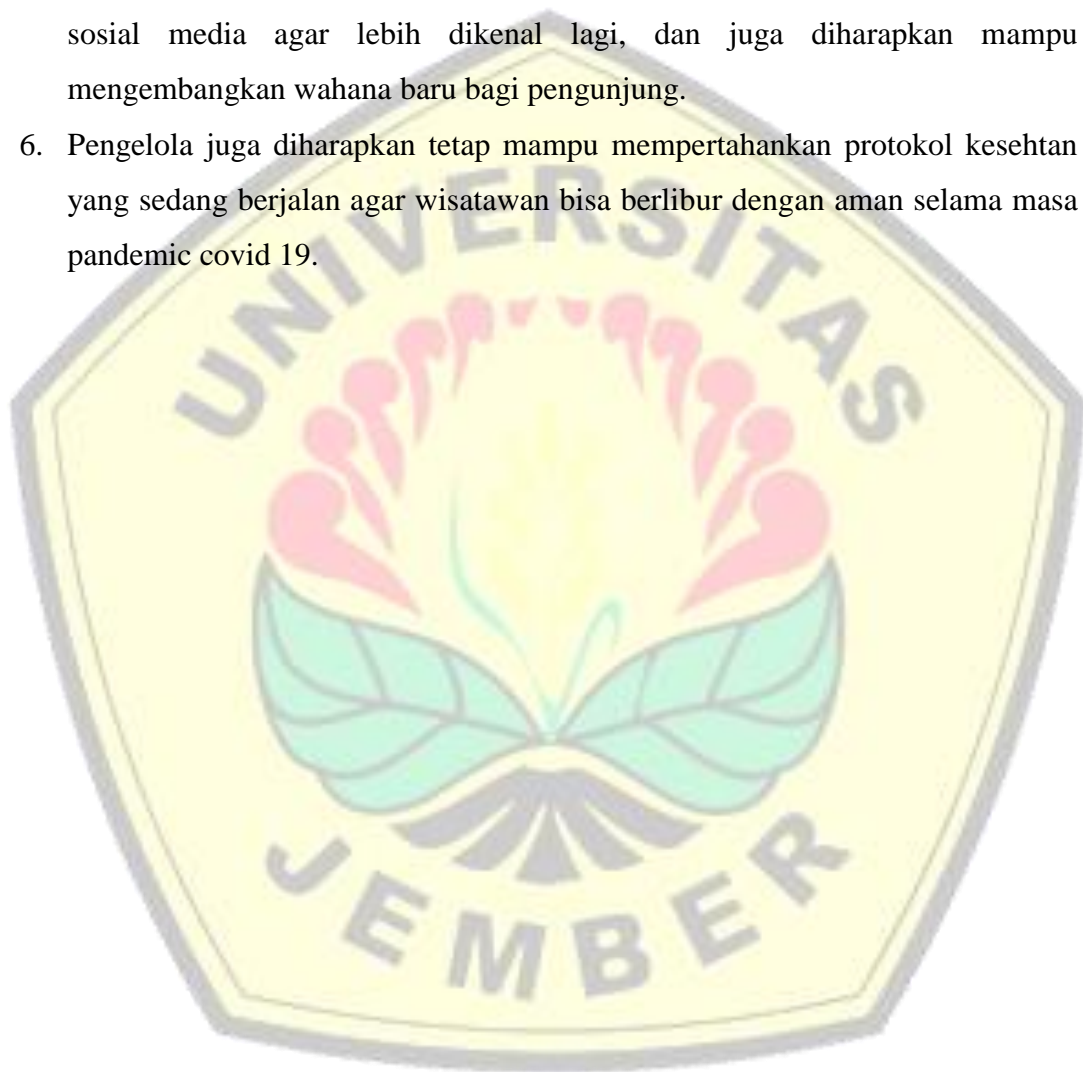 sosial media agar lebih dikenal lagi, dan juga diharapkan mampu
mengembangkan wahana baru bagi pengunjung.
6. Pengelola juga diharapkan tetap mampu mempertahankan protokol kesehtan
yang sedang berjalan agar wisatawan bisa berlibur dengan aman selama masa
pandemic covid 19.
UNIVERSITAS
JEMBER